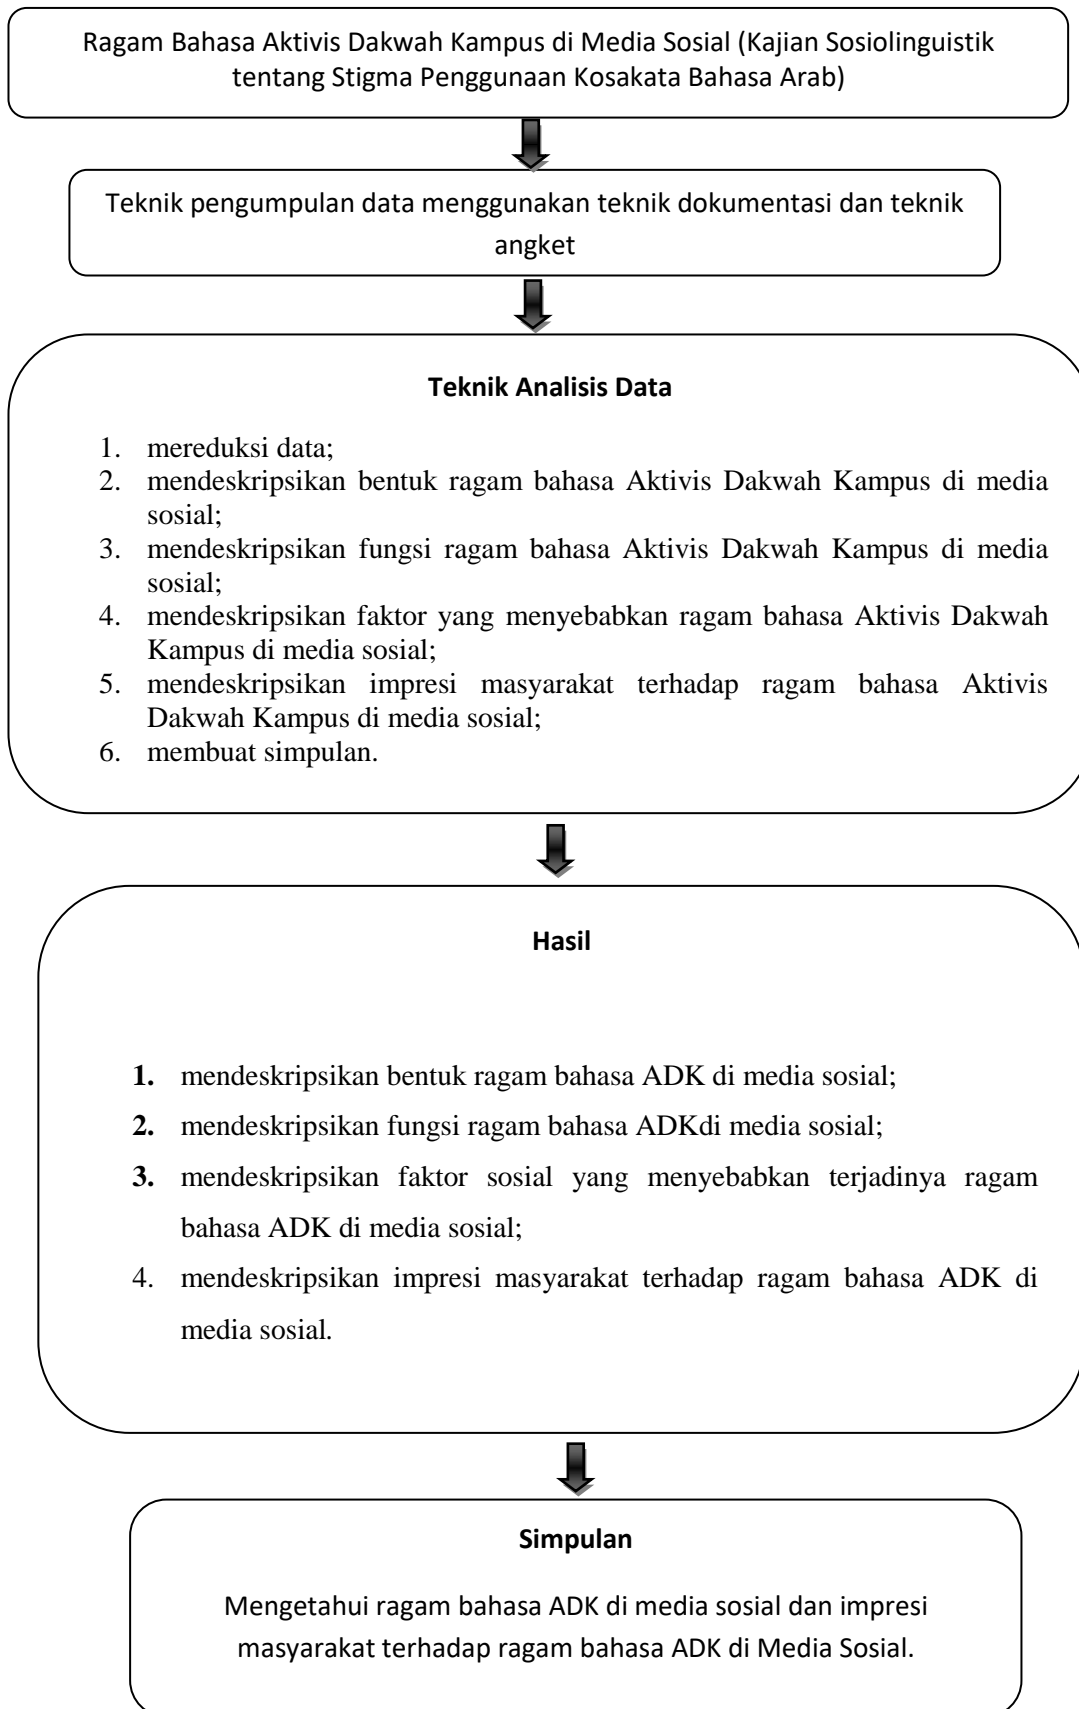 Ragam Bahasa Aktivis Dakwah Kampus di Media Sosial (Kajian Sosiolinguistik
tentang Stigma Penggunaan Kosakata Bahasa Arab)
Teknik pengumpulan data menggunakan teknik dokumentasi dan teknik
angket
Teknik Analisis Data
1. mereduksi data;
2. mendeskripsikan bentuk ragam bahasa Aktivis Dakwah Kampus di media
sosial;
3. mendeskripsikan fungsi ragam bahasa Aktivis Dakwah Kampus di media
sosial;
4. mendeskripsikan faktor yang menyebabkan ragam bahasa Aktivis Dakwah
Kampus di media sosial;
5. mendeskripsikan impresi masyarakat terhadap ragam bahasa Aktivis
Dakwah Kampus di media sosial;
6. membuat simpulan.
Hasil
1. mendeskripsikan bentuk ragam bahasa ADK di media sosial;
2. mendeskripsikan fungsi ragam bahasa ADKdi media sosial;
3. mendeskripsikan faktor sosial yang menyebabkan terjadinya ragam
bahasa ADK di media sosial;
4. mendeskripsikan impresi masyarakat terhadap ragam bahasa ADK di
media sosial.
Simpulan
Mengetahui ragam bahasa ADK di media sosial dan impresi
masyarakat terhadap ragam bahasa ADK di Media Sosial.